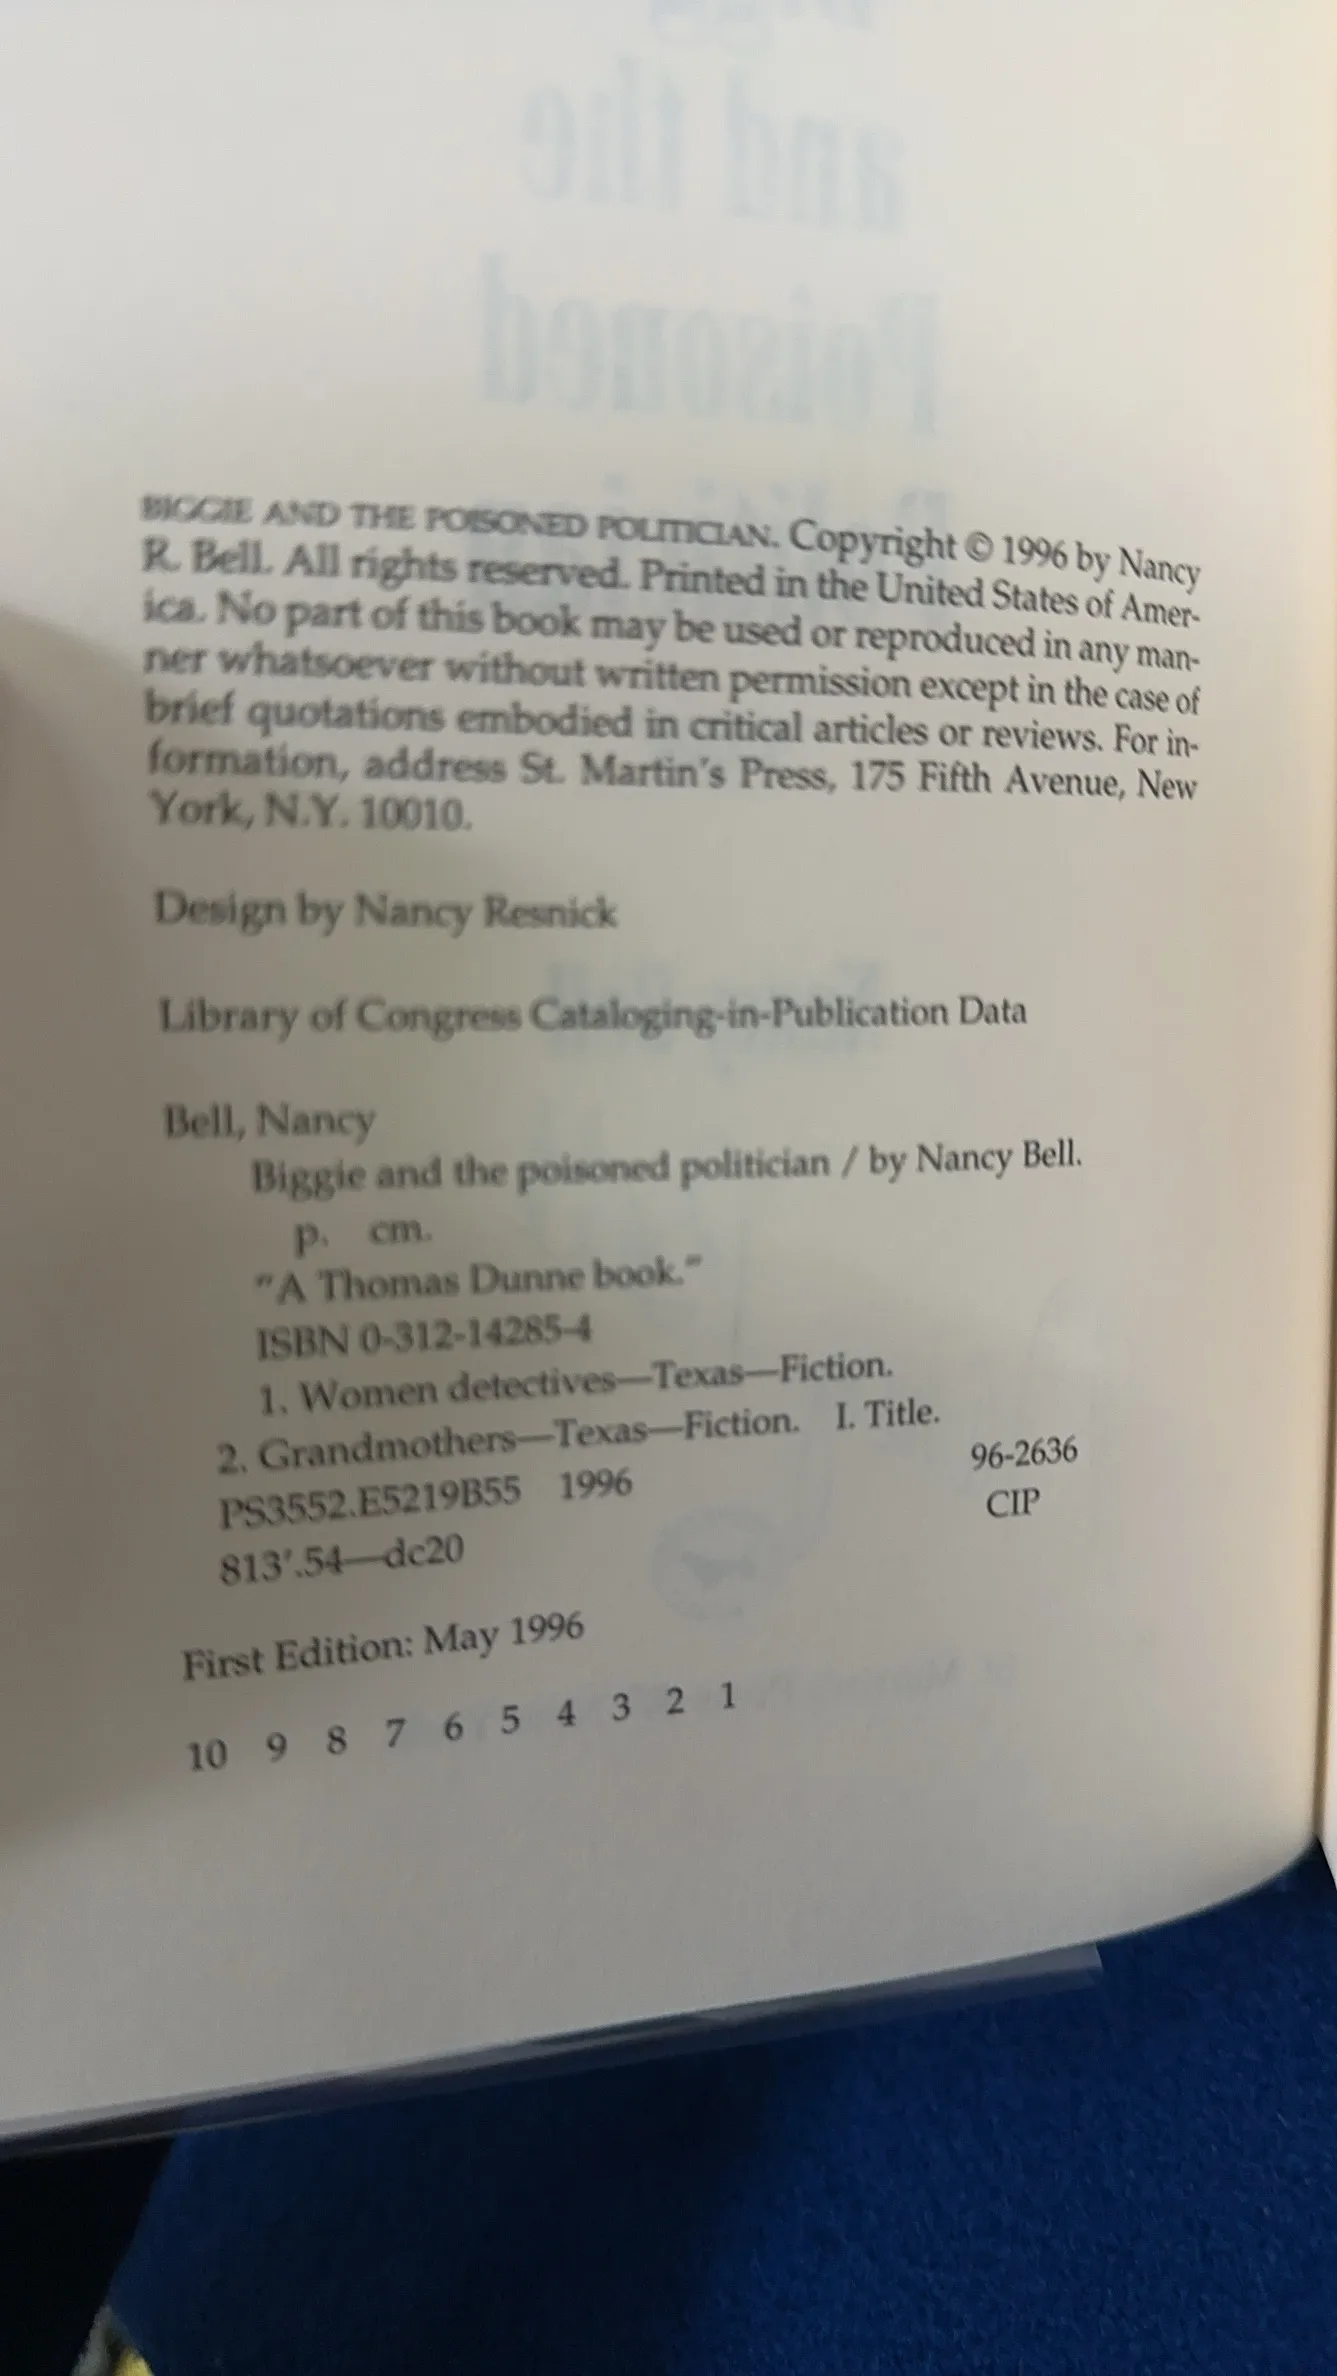 BIGGIE AND THE POISONED POLITICIAN. Copyright © 1996 by Nancy
R. Bell. All rights reserved. Printed in the United States of Amer-
ica. No part of this book may be used or reproduced in any man-
ner whatsoever without written permission except in the case of
brief quotations embodied in critical articles or reviews. For in-
formation, address St. Martin's Press, 175 Fifth Avenue, New
York, N.Y. 10010.
Design by Nancy Resnick
Library of Congress Cataloging-in-Publication Data
Bell, Nancy
Biggie and the poisoned politician / by Nancy Bell.
p. cm.
"A Thomas Dunne book."
ISBN 0-312-14285-4
1. Women detectives—Texas—Fiction.
2. Grandmothers—Texas—Fiction. I. Title.
PS3552.E5219B55 1996 96-2636
813'.54—dc20 CIP
First Edition: May 1996
10 9 8 7 6 5 4 3 2 1